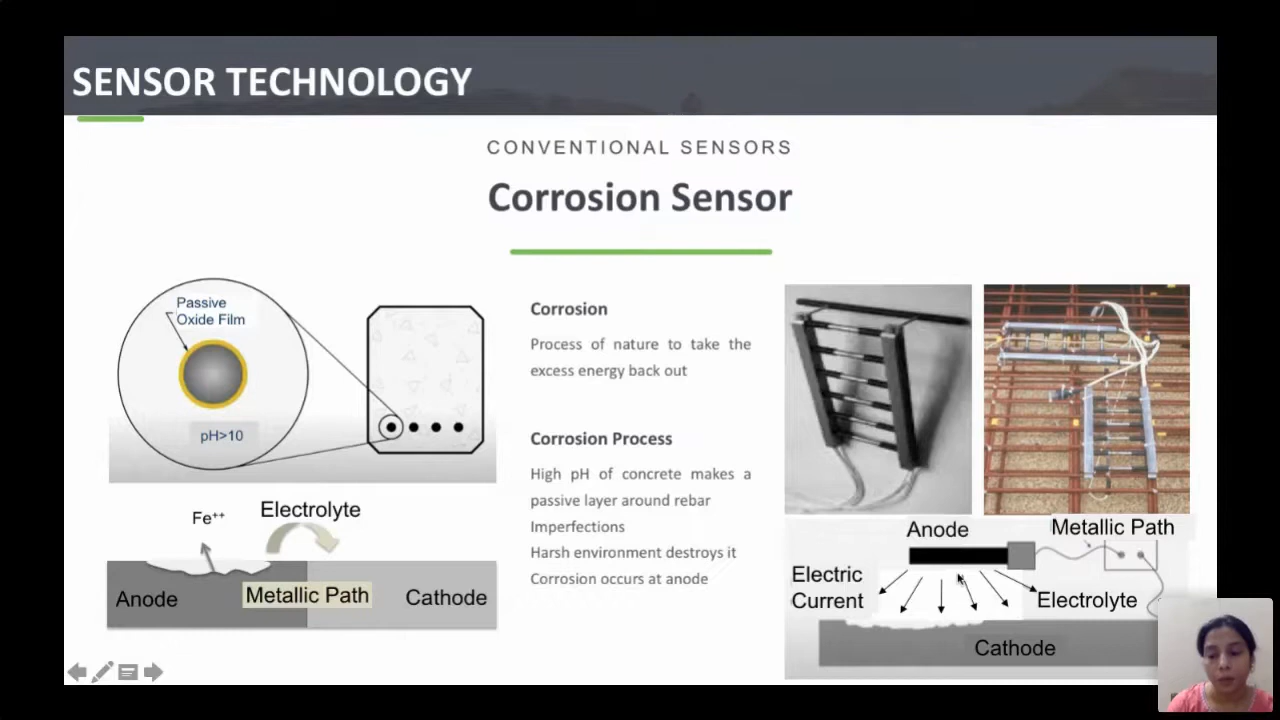 SENSOR TECHNOLOGY
CONVENTIONAL SENSORS
Corrosion Sensor
Passive
Oxide Film
pH>10
Fe⁺⁺
Electrolyte
Anode
Metallic Path
Cathode
Corrosion
Process of nature to take the
excess energy back out
Corrosion Process
High pH of concrete makes a
passive layer around rebar
Imperfections
Harsh environment destroys it
Corrosion occurs at anode
Anode
Metallic Path
Electric
Current
Electrolyte
Cathode